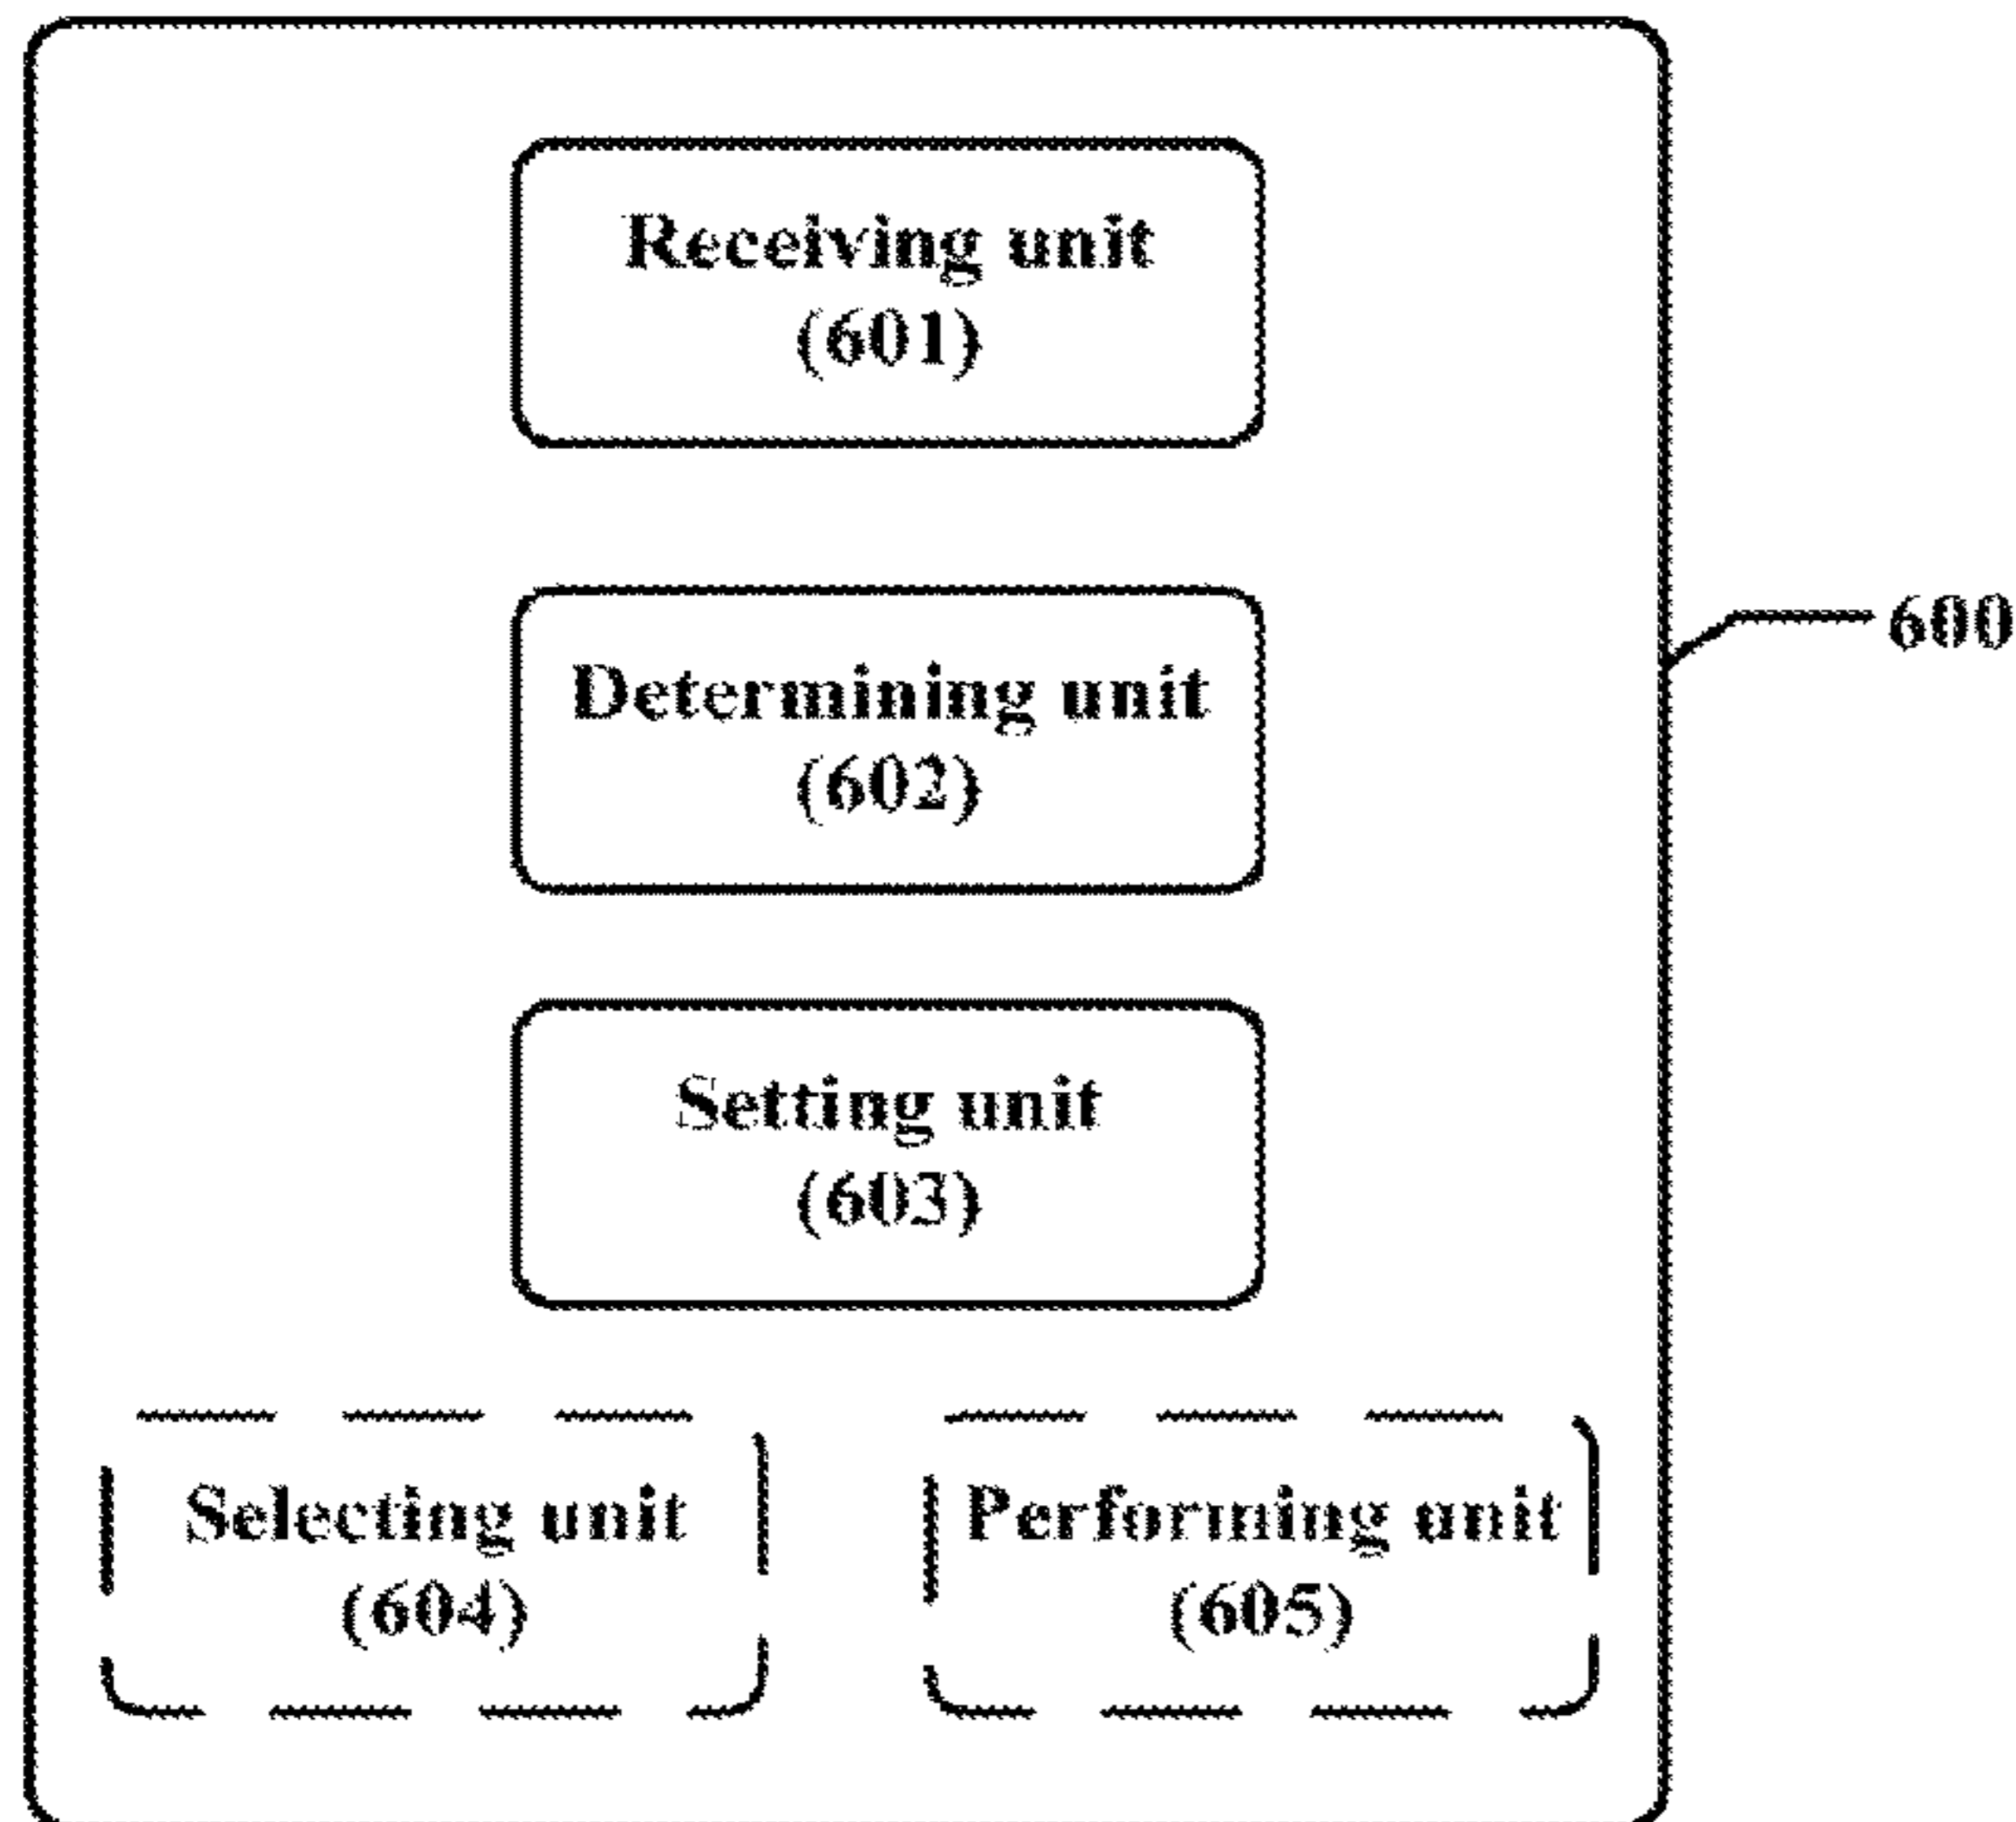 Receiving unit
(601)
600
Determining unit
(602)
Setting unit
(603)
Selecting unit
(604)
Performing unit
(605)